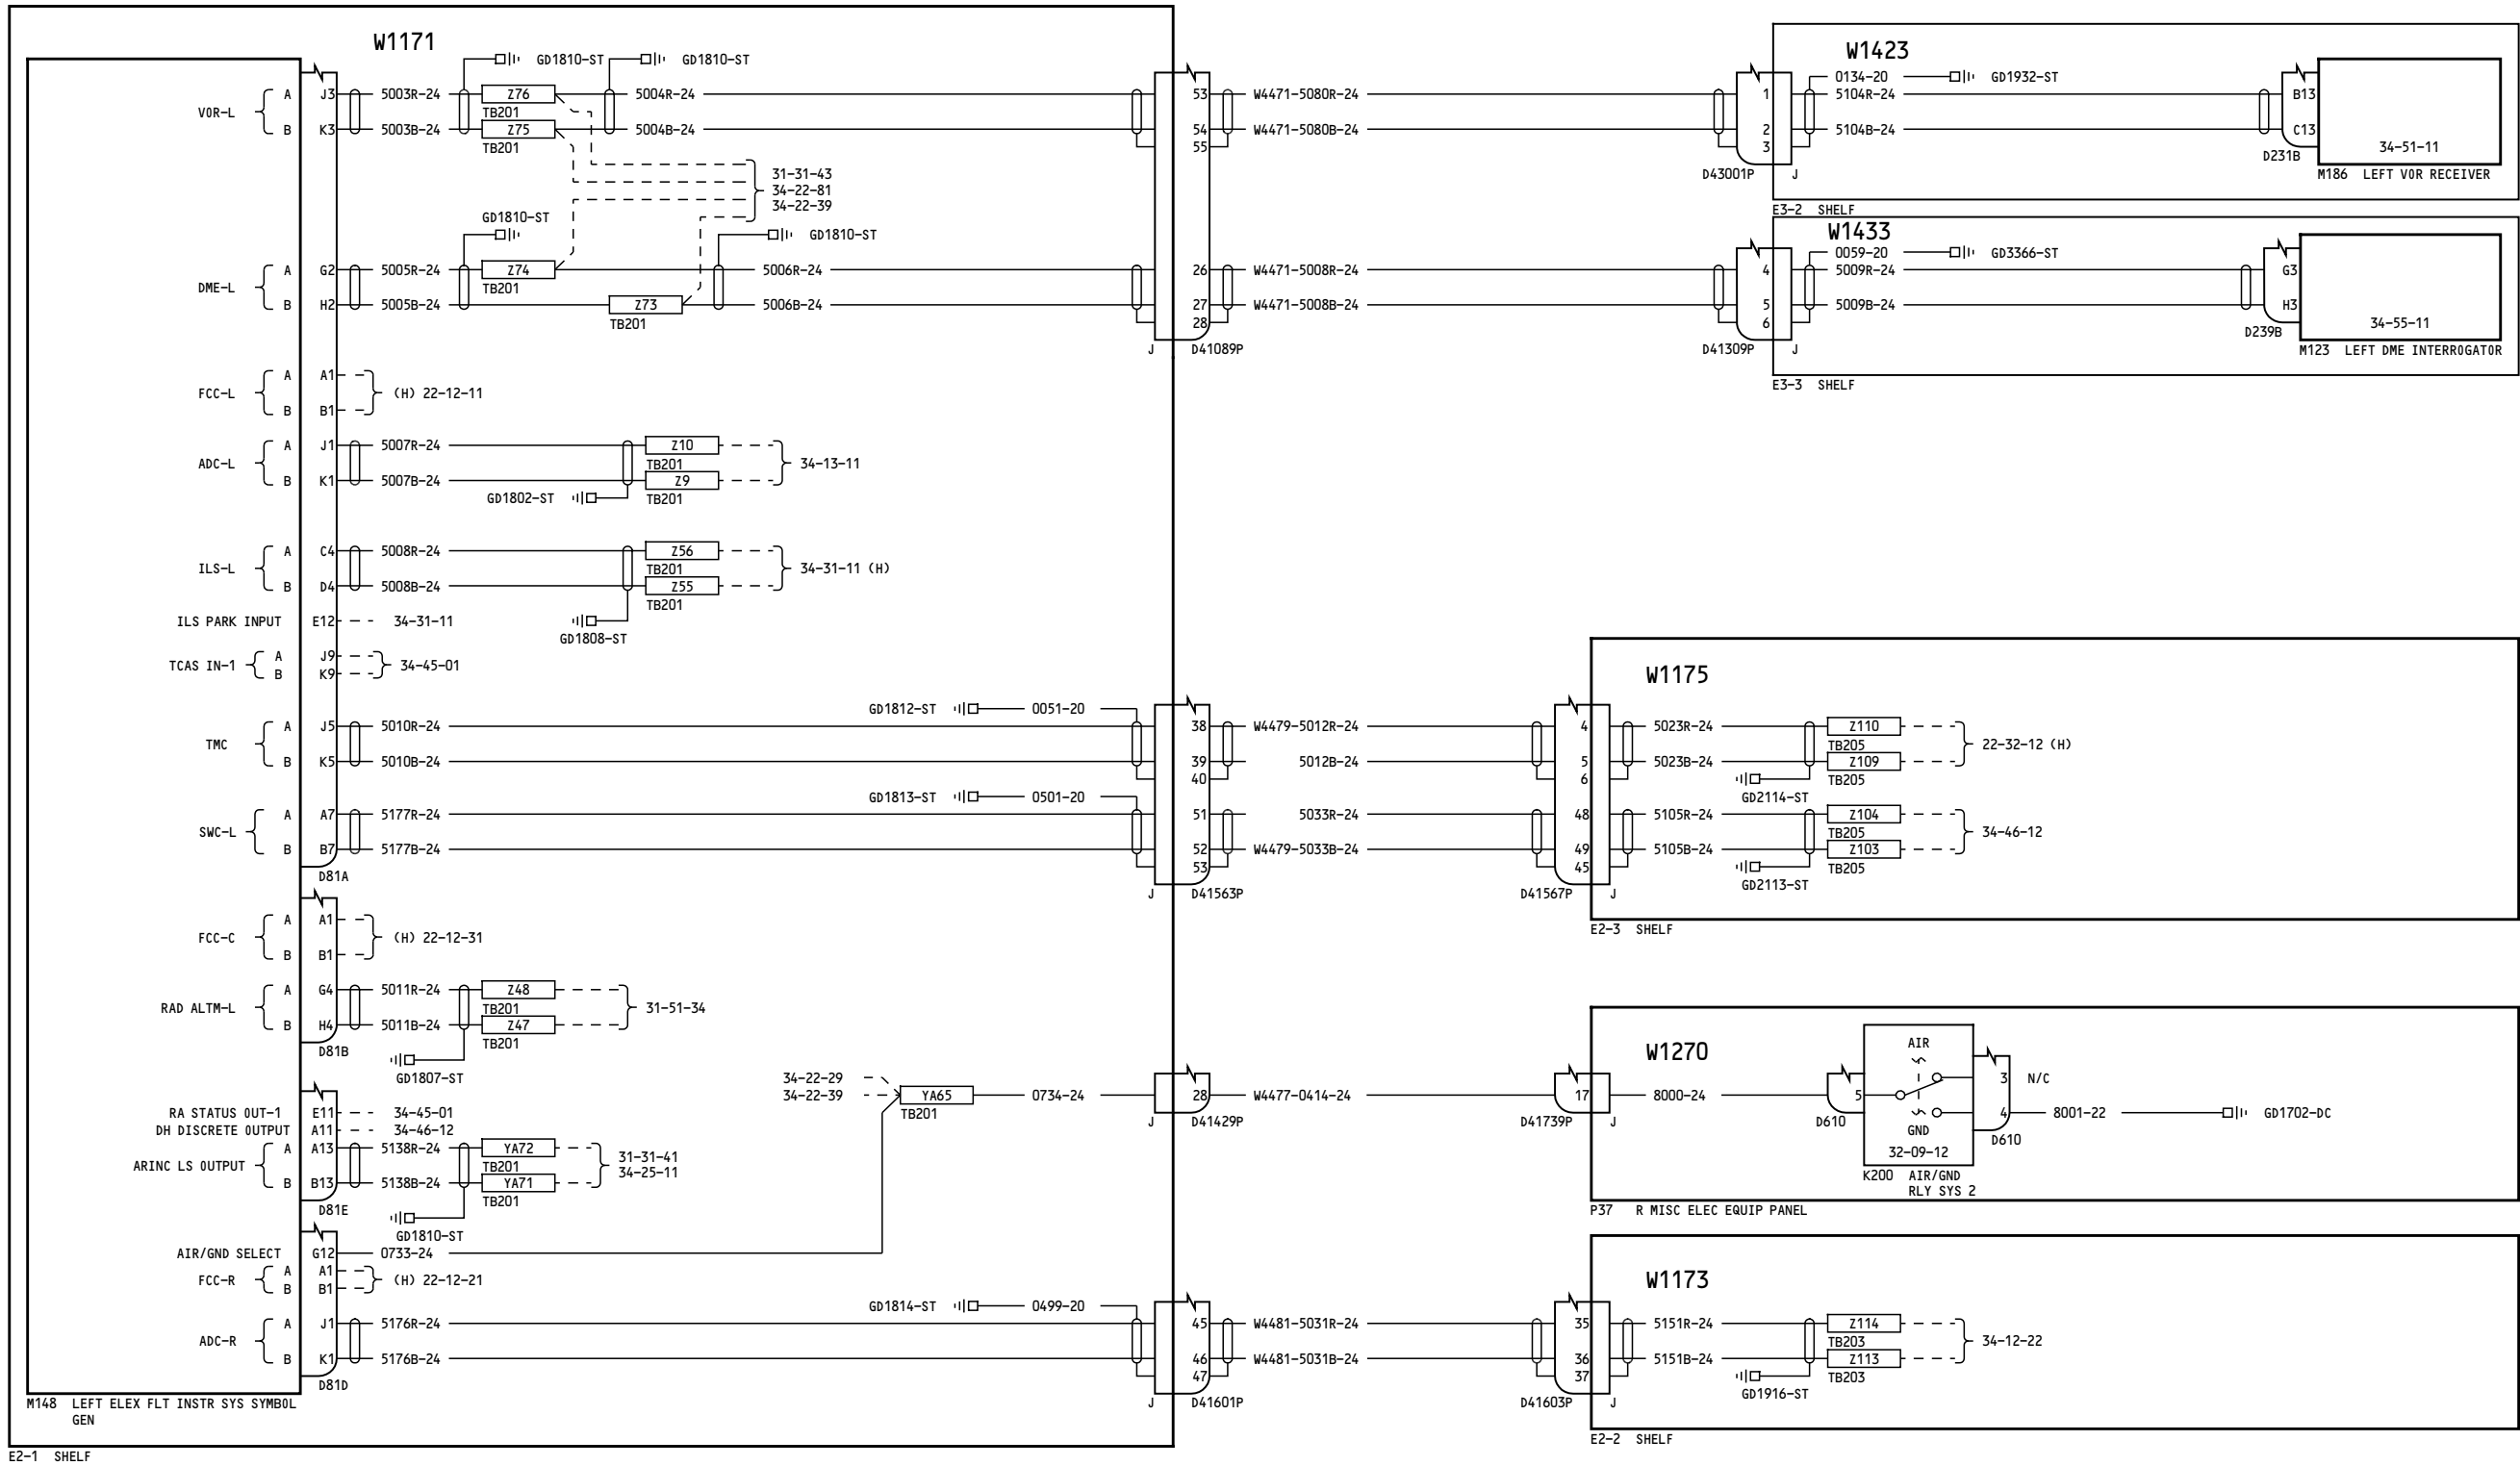 W1171
GD1810-ST
GD1810-ST
VOR-L
A J3 5003R-24 Z76 5004R-24 53 W4471-5080R-24 1
TB201
B K3 5003B-24 Z75 5004B-24 54 W4471-5080B-24 2
TB201
55 3
D43001P J
W1423
0134-20 GD1932-ST
5104R-24 B13
5104B-24 C13
D231B
34-51-11
M186 LEFT VOR RECEIVER
E3-2 SHELF
31-31-43
34-22-81
34-22-39
GD1810-ST
GD1810-ST
DME-L
A G2 5005R-24 Z74 5006R-24 26 W4471-5008R-24 4
TB201
B H2 5005B-24 Z73 5006B-24 27 W4471-5008B-24 5
TB201
28 6
J D41089P
D41309P J
W1433
0059-20 GD3366-ST
5009R-24 G3
5009B-24 H3
D239B
34-55-11
M123 LEFT DME INTERROGATOR
E3-3 SHELF
FCC-L
A A1
B B1
(H) 22-12-11
ADC-L
A J1 5007R-24 Z10
TB201
B K1 5007B-24 Z9
TB201
34-13-11
GD1802-ST
ILS-L
A C4 5008R-24 Z56
TB201
B D4 5008B-24 Z55
TB201
34-31-11 (H)
GD1808-ST
ILS PARK INPUT E12 34-31-11
TCAS IN-1
A J9
B K9
34-45-01
GD1812-ST 0051-20
TMC
A J5 5010R-24 38 W4479-5012R-24 4
B K5 5010B-24 39 5012B-24 5
40 6
GD1813-ST 0501-20
SWC-L
A A7 5177R-24 51 5033R-24 48
B B7 5177B-24 52 W4479-5033B-24 49
53 45
D81A
J D41563P
D41567P J
W1175
5023R-24 Z110
TB205
5023B-24 Z109
TB205
22-32-12 (H)
GD2114-ST
5105R-24 Z104
TB205
5105B-24 Z103
TB205
34-46-12
GD2113-ST
E2-3 SHELF
FCC-C
A A1
B B1
(H) 22-12-31
RAD ALTM-L
A G4 5011R-24 Z48
TB201
B H4 5011B-24 Z47
TB201
31-51-34
D81B
GD1807-ST
34-22-29
34-22-39
YA65 0734-24 28 W4477-0414-24 17
TB201
J D41429P
D41739P J
W1270
8000-24 5
D610
AIR
GND
32-09-12
K200 AIR/GND
RLY SYS 2
3 N/C
4 8001-22 GD1702-DC
D610
P37 R MISC ELEC EQUIP PANEL
RA STATUS OUT-1 E11 34-45-01
DH DISCRETE OUTPUT A11 34-46-12
ARINC LS OUTPUT
A A13 5138R-24 YA72
TB201
B B13 5138B-24 YA71
TB201
31-31-41
34-25-11
D81E
GD1810-ST
AIR/GND SELECT G12 0733-24
FCC-R
A A1
B B1
(H) 22-12-21
GD1814-ST 0499-20
ADC-R
A J1 5176R-24 45 W4481-5031R-24 35
B K1 5176B-24 46 W4481-5031B-24 36
47 37
D81D
J D41601P
D41603P J
W1173
5151R-24 Z114
TB203
5151B-24 Z113
TB203
34-12-22
GD1916-ST
E2-2 SHELF
M148 LEFT ELEX FLT INSTR SYS SYMBOL
GEN
E2-1 SHELF